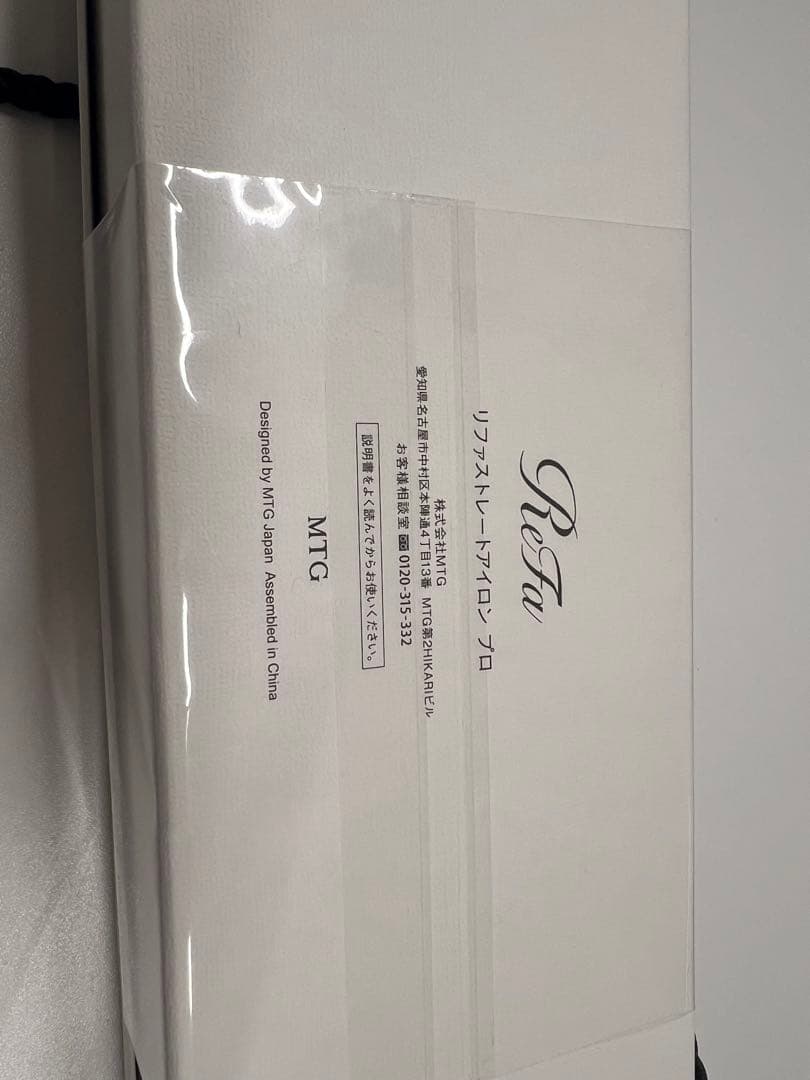 ReFa
リファストレートアイロン プロ
株式会社MTG
愛知県名古屋市中村区本陣通4丁目13番 MTG第2HIKARIビル
お客様相談室 0120-315-332
説明書をよく読んでからお使いください。
MTG
Designed by MTG Japan Assembled in China